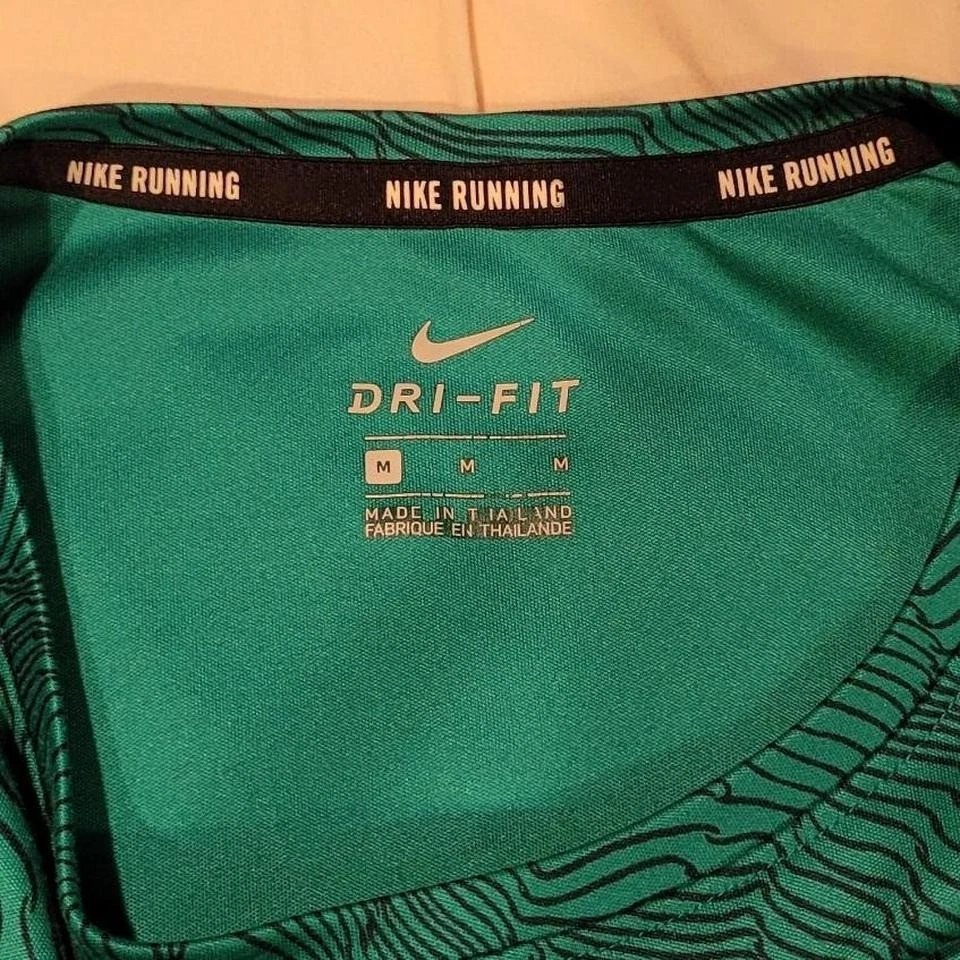 NIKE RUNNING NIKE RUNNING NIKE RUNNING
DRI-FIT
M M M
MADE IN THAILAND
FABRIQUE EN THAILANDE